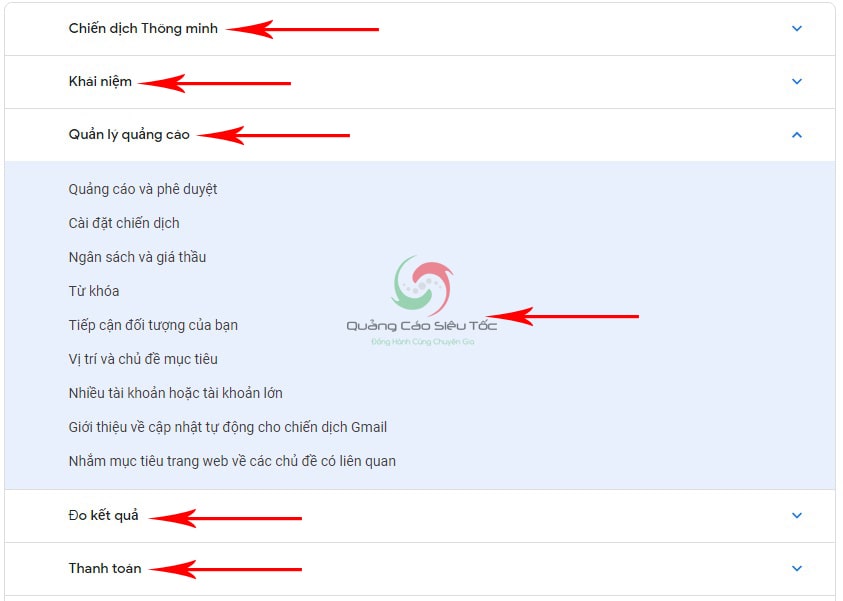 Chiến dịch Thông minh
Khái niệm
Quản lý quảng cáo
Quảng cáo và phê duyệt
Cài đặt chiến dịch
Ngân sách và giá thầu
Từ khóa
Quảng Cáo Siêu Tốc
Tiếp cận đối tượng của bạn
Đồng Hành Cùng Chuyên Gia
Vị trí và chủ đề mục tiêu
Nhiều tài khoản hoặc tài khoản lớn
Giới thiệu về cập nhật tự động cho chiến dịch Gmail
Nhắm mục tiêu trang web về các chủ đề có liên quan
Đo kết quả
Thanh toán